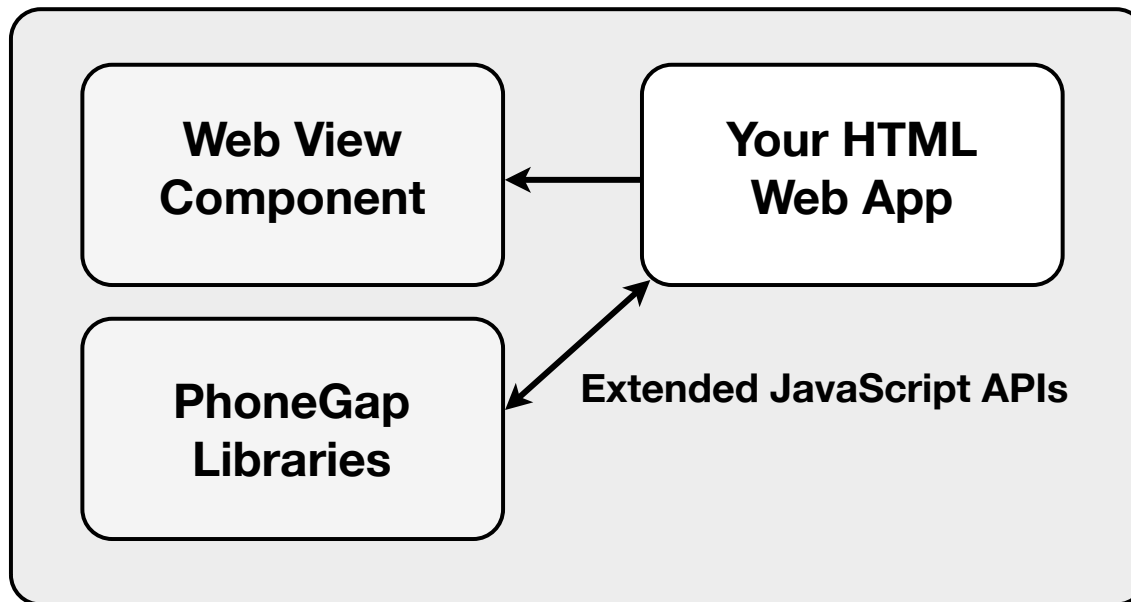 Web View
Component
Your HTML
Web App
PhoneGap
Libraries
Extended JavaScript APIs